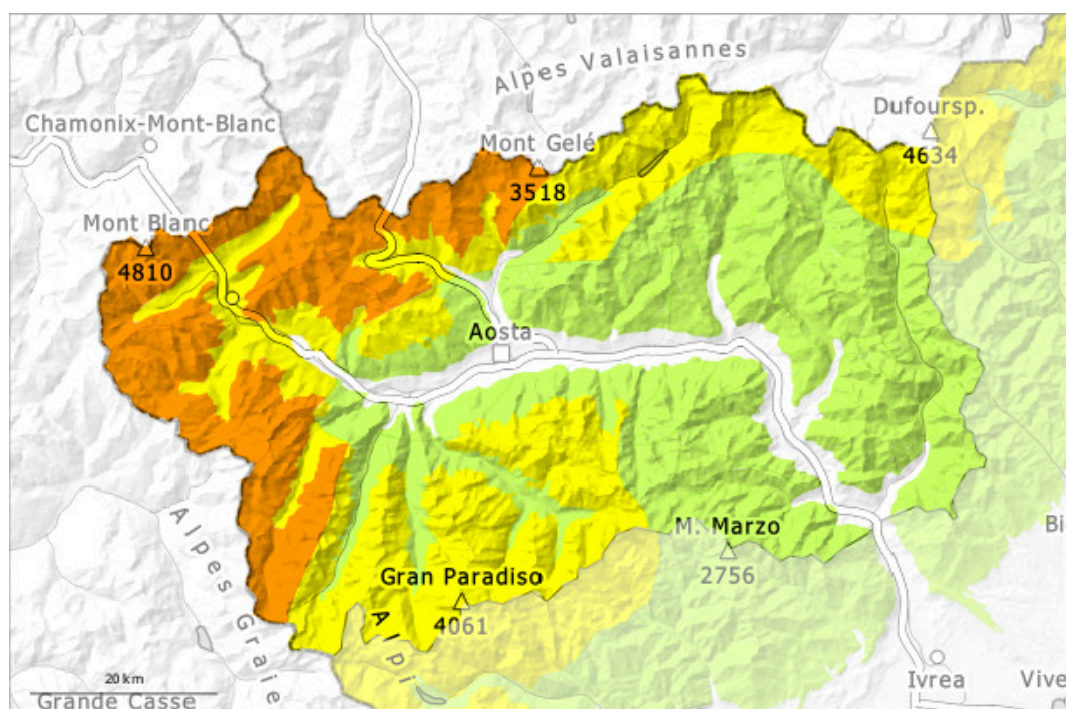 Alpes Valaisannes
Chamonix-Mont-Blanc
Dufoursp.
4634
Mont Gelé
3518
Mont Blanc
4810
Aosta
M. Marzo
2756
Gran Paradiso
4061
Alpes Graie
Alpi
Bi
Ivrea
Vive
20 km
Grande Casse